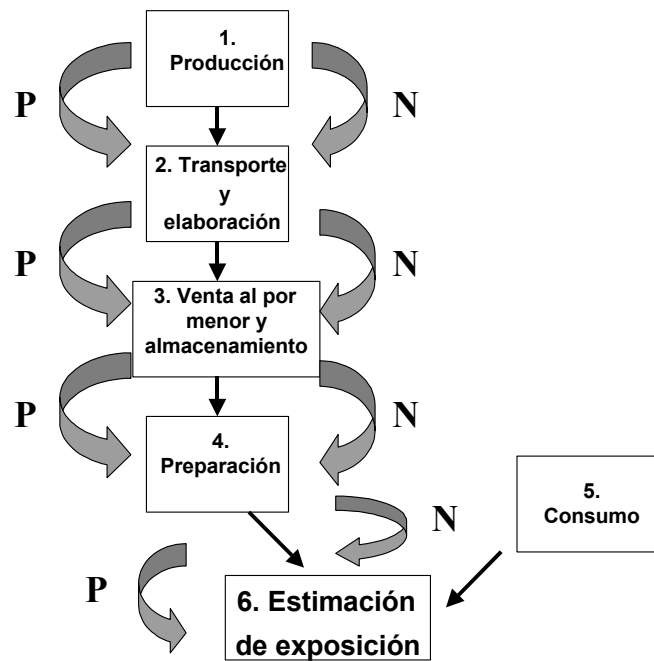 1.
Producción
P
N
2. Transporte
y
elaboración
P
N
3. Venta al por
menor y
almacenamiento
P
N
4.
Preparación
5.
Consumo
N
P
6. Estimación
de exposición